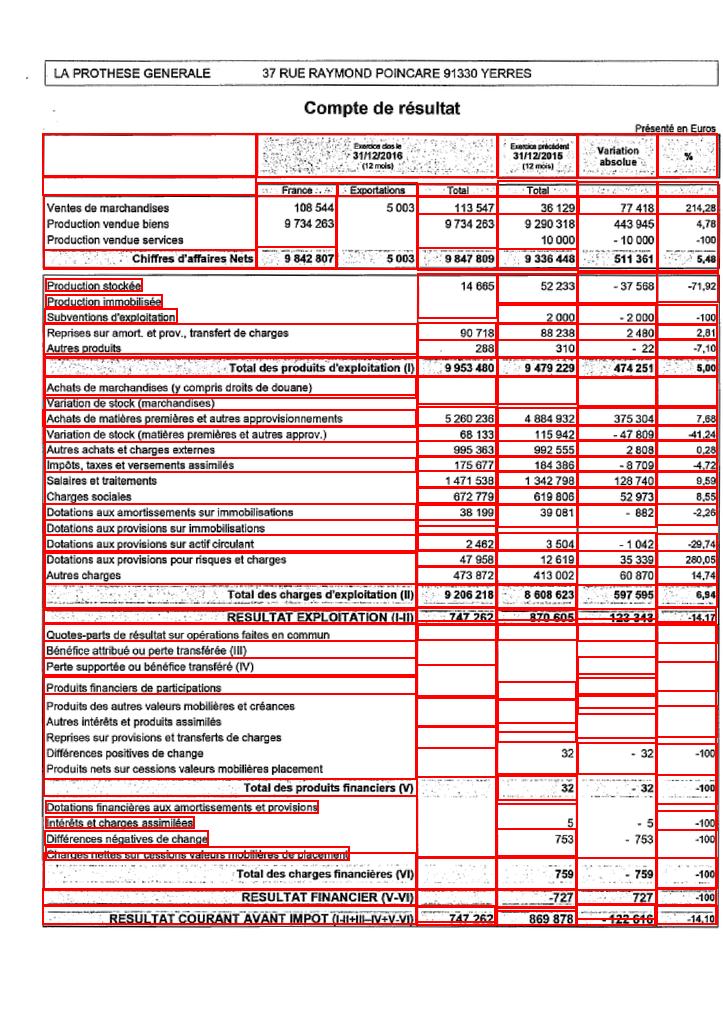 LA PROTHESE GENERALE 37 RUE RAYMOND POINCARE 91330 YERRES
Compte de résultat
Présenté en Euros
Exercice clos le 31/12/2016 (12 mois) Exercice précédent 31/12/2015 (12 mois) Variation absolue %
France Exportations Total Total
Ventes de marchandises 108 544 5 003 113 547 36 129 77 418 214,28
Production vendue biens 9 734 263 9 734 263 9 290 318 443 945 4,78
Production vendue services 10 000 - 10 000 -100
Chiffres d'affaires Nets 9 842 807 5 003 9 847 809 9 336 448 511 361 5,48
Production stockée 14 665 52 233 - 37 568 -71,92
Production immobilisée
Subventions d'exploitation 2 000 - 2 000 -100
Reprises sur amort. et prov., transfert de charges 90 718 88 238 2 480 2,81
Autres produits 288 310 - 22 -7,10
Total des produits d'exploitation (I) 9 953 480 9 479 229 474 251 5,00
Achats de marchandises (y compris droits de douane)
Variation de stock (marchandises)
Achats de matières premières et autres approvisionnements 5 260 236 4 884 932 375 304 7,68
Variation de stock (matières premières et autres approv.) 68 133 115 942 - 47 809 -41,24
Autres achats et charges externes 995 363 992 555 2 808 0,28
Impôts, taxes et versements assimilés 175 677 184 386 - 8 709 -4,72
Salaires et traitements 1 471 538 1 342 798 128 740 9,59
Charges sociales 672 779 619 806 52 973 8,55
Dotations aux amortissements sur immobilisations 38 199 39 081 - 882 -2,26
Dotations aux provisions sur immobilisations
Dotations aux provisions sur actif circulant 2 462 3 504 - 1 042 -29,74
Dotations aux provisions pour risques et charges 47 958 12 619 35 339 280,05
Autres charges 473 872 413 002 60 870 14,74
Total des charges d'exploitation (II) 9 206 218 8 608 623 597 595 6,94
RESULTAT EXPLOITATION (I-II) 747 262 870 605 - 123 343 -14,17
Quotes-parts de résultat sur opérations faites en commun
Bénéfice attribué ou perte transférée (III)
Perte supportée ou bénéfice transféré (IV)
Produits financiers de participations
Produits des autres valeurs mobilières et créances
Autres intérêts et produits assimilés
Reprises sur provisions et transferts de charges
Différences positives de change 32 - 32 -100
Produits nets sur cessions valeurs mobilières placement
Total des produits financiers (V) 32 - 32 -100
Dotations financières aux amortissements et provisions
Intérêts et charges assimilées 5 - 5 -100
Différences négatives de change 753 - 753 -100
Charges nettes sur cessions valeurs mobilières de placement
Total des charges financières (VI) 759 - 759 -100
RESULTAT FINANCIER (V-VI) -727 727 -100
RESULTAT COURANT AVANT IMPOT (I-II+III-IV+V-VI) 747 262 869 878 - 122 616 -14,10